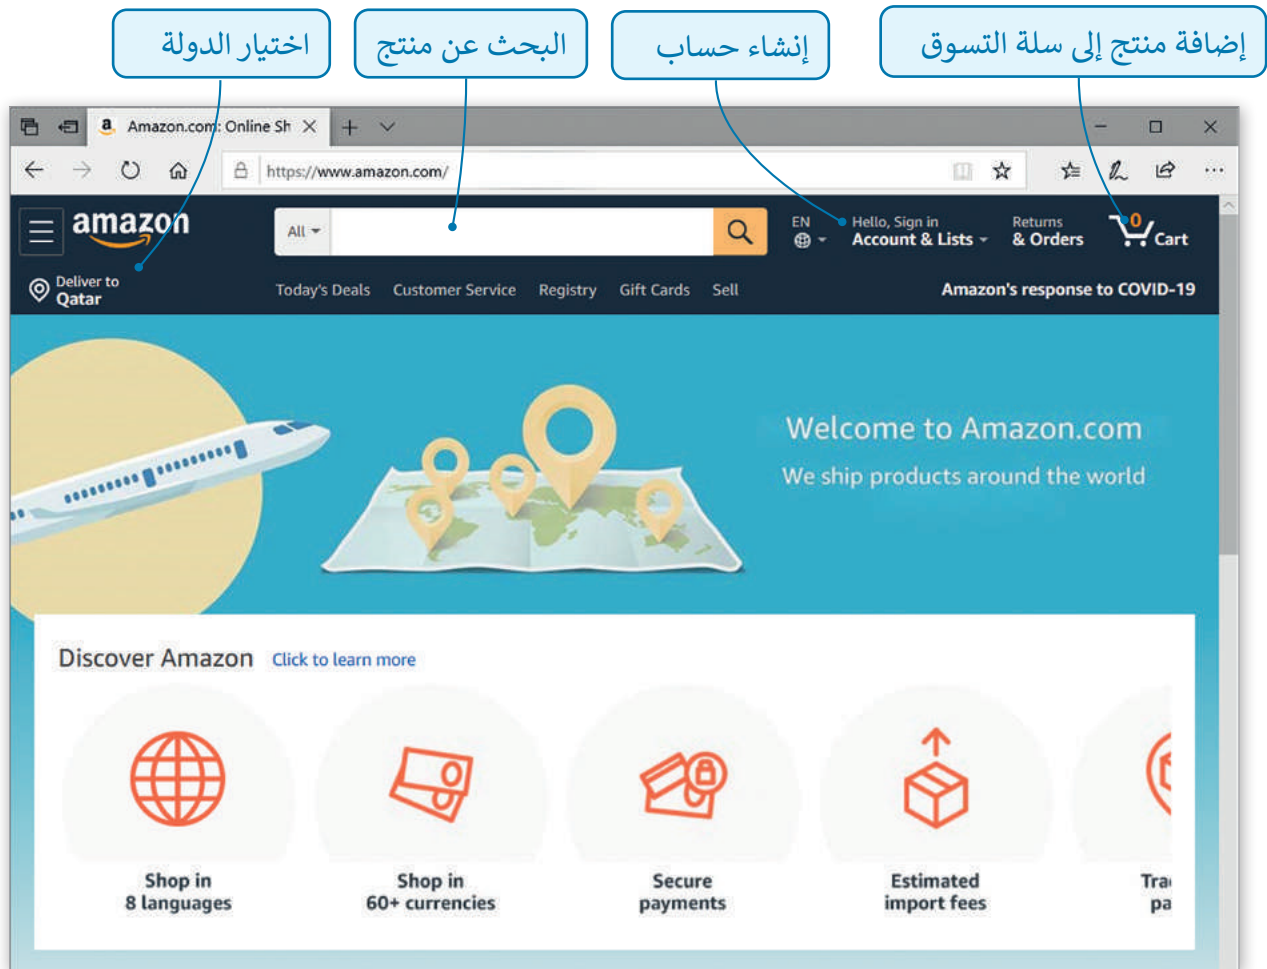 إضافة منتج إلى سلة التسوق
إنشاء حساب
البحث عن منتج
اختيار الدولة
Amazon.com: Online Sh
https://www.amazon.com/
amazon
All
EN
Hello, Sign in
Account & Lists
Returns
& Orders
0
Cart
Deliver to
Qatar
Today's Deals Customer Service Registry Gift Cards Sell
Amazon's response to COVID-19
Welcome to Amazon.com
We ship products around the world
Discover Amazon Click to learn more
Shop in
8 languages
Shop in
60+ currencies
Secure
payments
Estimated
import fees
Tra
pa